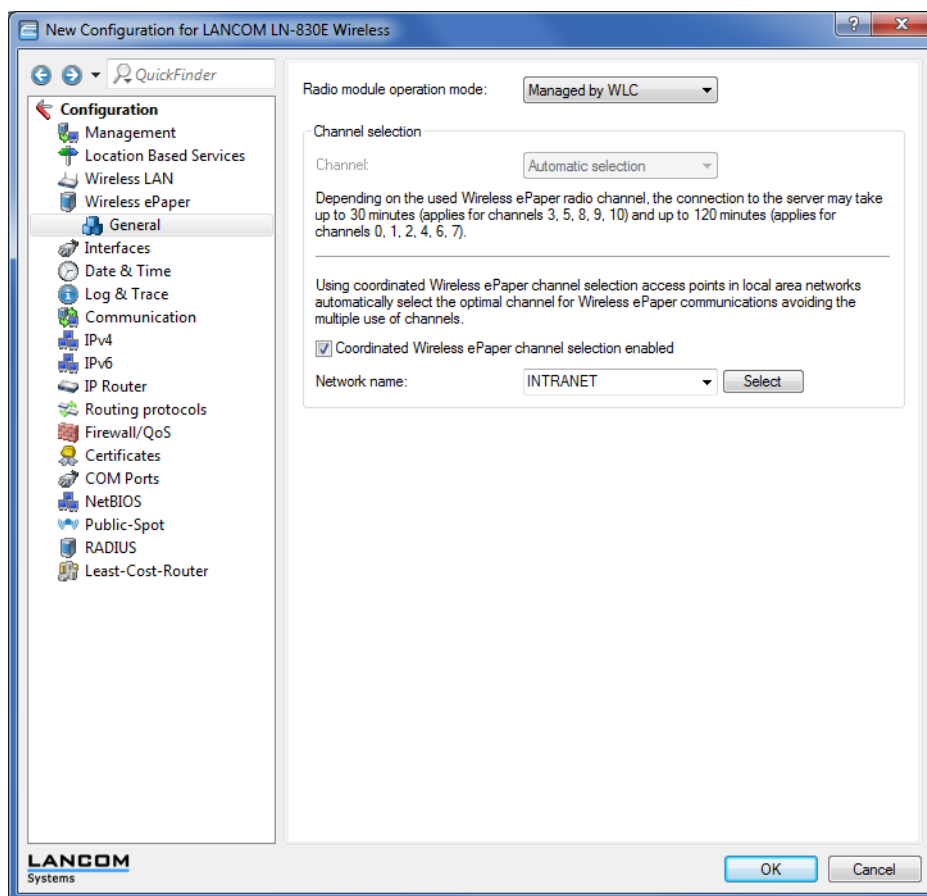 New Configuration for LANCOM LN-830E Wireless
?
QuickFinder
Configuration
Management
Location Based Services
Wireless LAN
Wireless ePaper
General
Interfaces
Date & Time
Log & Trace
Communication
IPv4
IPv6
IP Router
Routing protocols
Firewall/QoS
Certificates
COM Ports
NetBIOS
Public-Spot
RADIUS
Least-Cost-Router
Radio module operation mode: Managed by WLC
Channel selection
Channel: Automatic selection
Depending on the used Wireless ePaper radio channel, the connection to the server may take
up to 30 minutes (applies for channels 3, 5, 8, 9, 10) and up to 120 minutes (applies for
channels 0, 1, 2, 4, 6, 7).
Using coordinated Wireless ePaper channel selection access points in local area networks
automatically select the optimal channel for Wireless ePaper communications avoiding the
multiple use of channels.
Coordinated Wireless ePaper channel selection enabled
Network name: INTRANET Select
LANCOM
Systems
OK Cancel